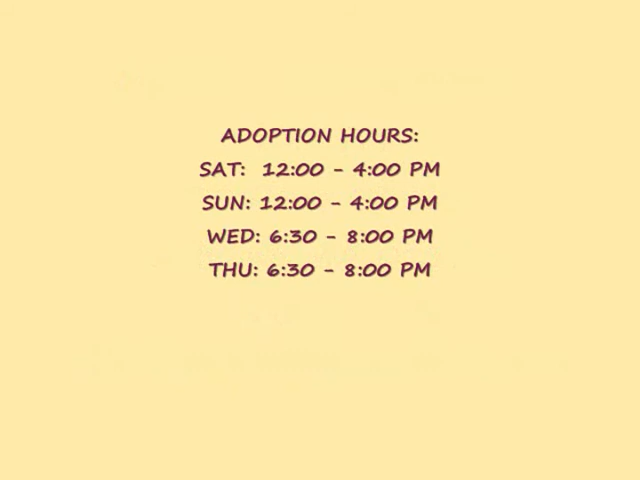 ADOPTION HOURS:
SAT:  12:00 - 4:00 PM
SUN: 12:00 - 4:00 PM
WED: 6:30 - 8:00 PM
THU: 6:30 - 8:00 PM